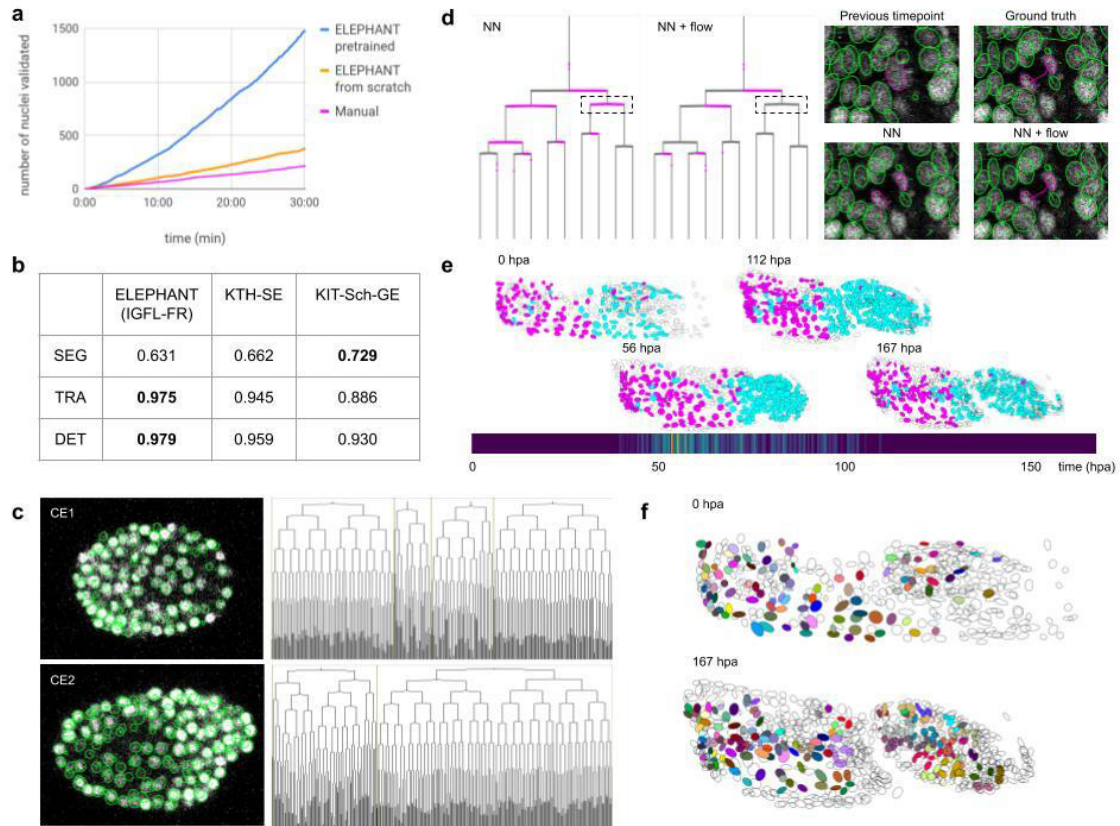 a
1500
1000
500
0
0:00 10:00 20:00 30:00
number of nuclei validated
time (min)
ELEPHANT
pretrained
ELEPHANT
from scratch
Manual
b
ELEPHANT
(IGFL-FR)
KTH-SE
KIT-Sch-GE
SEG 0.631 0.662 0.729
TRA 0.975 0.945 0.886
DET 0.979 0.959 0.930
c
CE1
CE2
d
NN
NN + flow
Previous timepoint
Ground truth
NN
NN + flow
e
0 hpa
112 hpa
56 hpa
167 hpa
0 50 100 150 time (hpa)
f
0 hpa
167 hpa